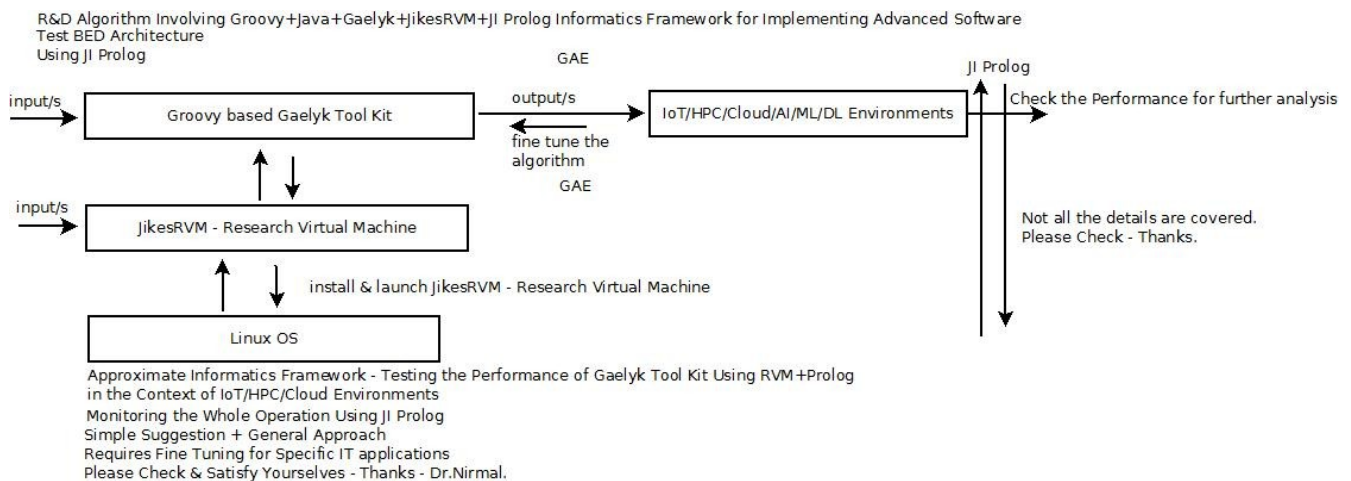 R&D Algorithm Involving Groovy+Java+Gaelyk+JikesRVM+JI Prolog Informatics Framework for Implementing Advanced Software
Test BED Architecture
Using JI Prolog
GAE
JI Prolog
input/s
Groovy based Gaelyk Tool Kit
output/s
IoT/HPC/Cloud/AI/ML/DL Environments
Check the Performance for further analysis
fine tune the
algorithm
GAE
input/s
JikesRVM - Research Virtual Machine
Not all the details are covered.
Please Check - Thanks.
install & launch JikesRVM - Research Virtual Machine
Linux OS
Approximate Informatics Framework - Testing the Performance of Gaelyk Tool Kit Using RVM+Prolog
in the Context of IoT/HPC/Cloud Environments
Monitoring the Whole Operation Using JI Prolog
Simple Suggestion + General Approach
Requires Fine Tuning for Specific IT applications
Please Check & Satisfy Yourselves - Thanks - Dr.Nirmal.